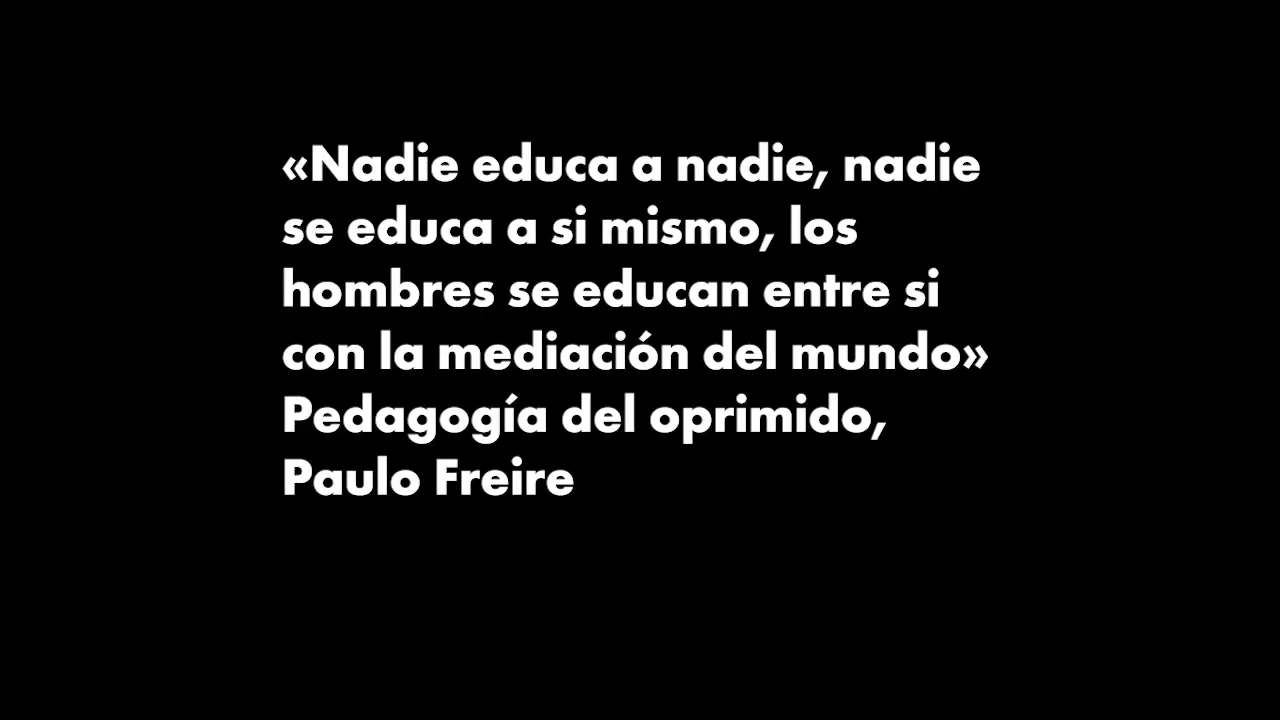 «Nadie educa a nadie, nadie
se educa a si mismo, los
hombres se educan entre si
con la mediación del mundo»
Pedagogía del oprimido,
Paulo Freire